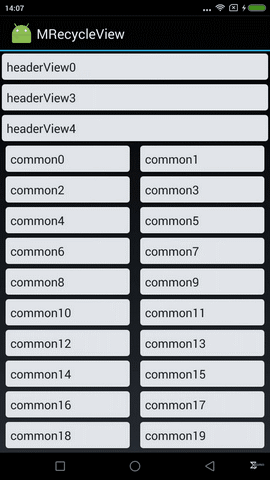 14:07
MRecycleView
headerView0
headerView3
headerView4
common0 common1
common2 common3
common4 common5
common6 common7
common8 common9
common10 common11
common12 common13
common14 common15
common16 common17
common18 common19